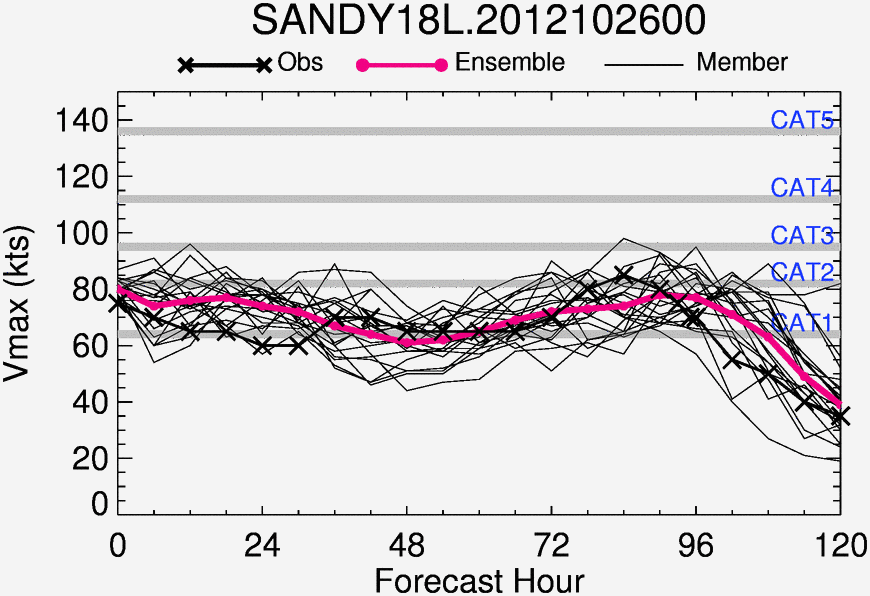 SANDY18L.2012102600
Obs Ensemble Member
140
120
100
80
60
40
20
0
CAT5
CAT4
CAT3
CAT2
CAT1
Vmax (kts)
0 24 48 72 96 120
Forecast Hour